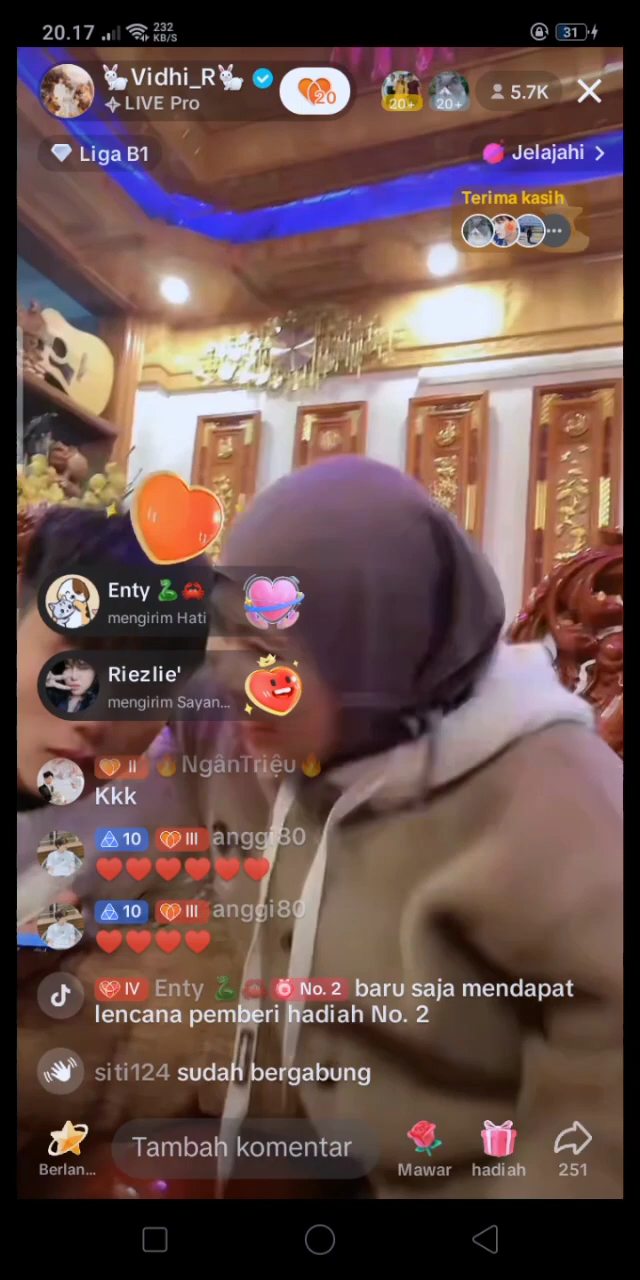 20.17
232
KB/S
31
🐇Vidhi_R🐇
LIVE Pro
20
20+
20+
5.7K
Liga B1
Jelajahi
Terima kasih
Enty 🐍🦀
mengirim Hati
Riezlie'
mengirim Sayan...
II 🔥NgânTriệu🔥
Kkk
10 III anggi80
❤️❤️❤️❤️❤️❤️
10 III anggi80
❤️❤️❤️❤️
IV Enty 🐍🦀 No. 2 baru saja mendapat
lencana pemberi hadiah No. 2
siti124 sudah bergabung
Berlan...
Tambah komentar
Mawar
hadiah
251